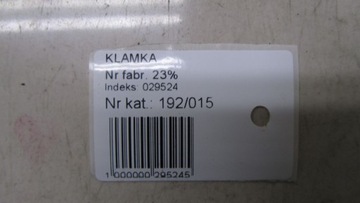 KLAMKA
Nr fabr. 23%
Indeks: 029524
Nr kat.: 192/015
1 000000 295245